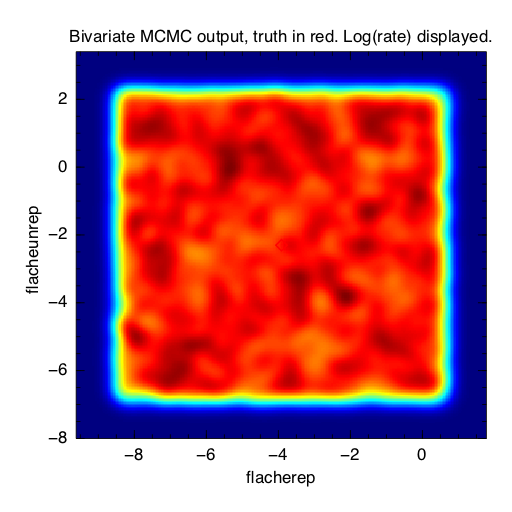 Bivariate MCMC output, truth in red. Log(rate) displayed.
2
0
−2
−4
−6
−8
flacheunrep
−8 −6 −4 −2 0
flacherep